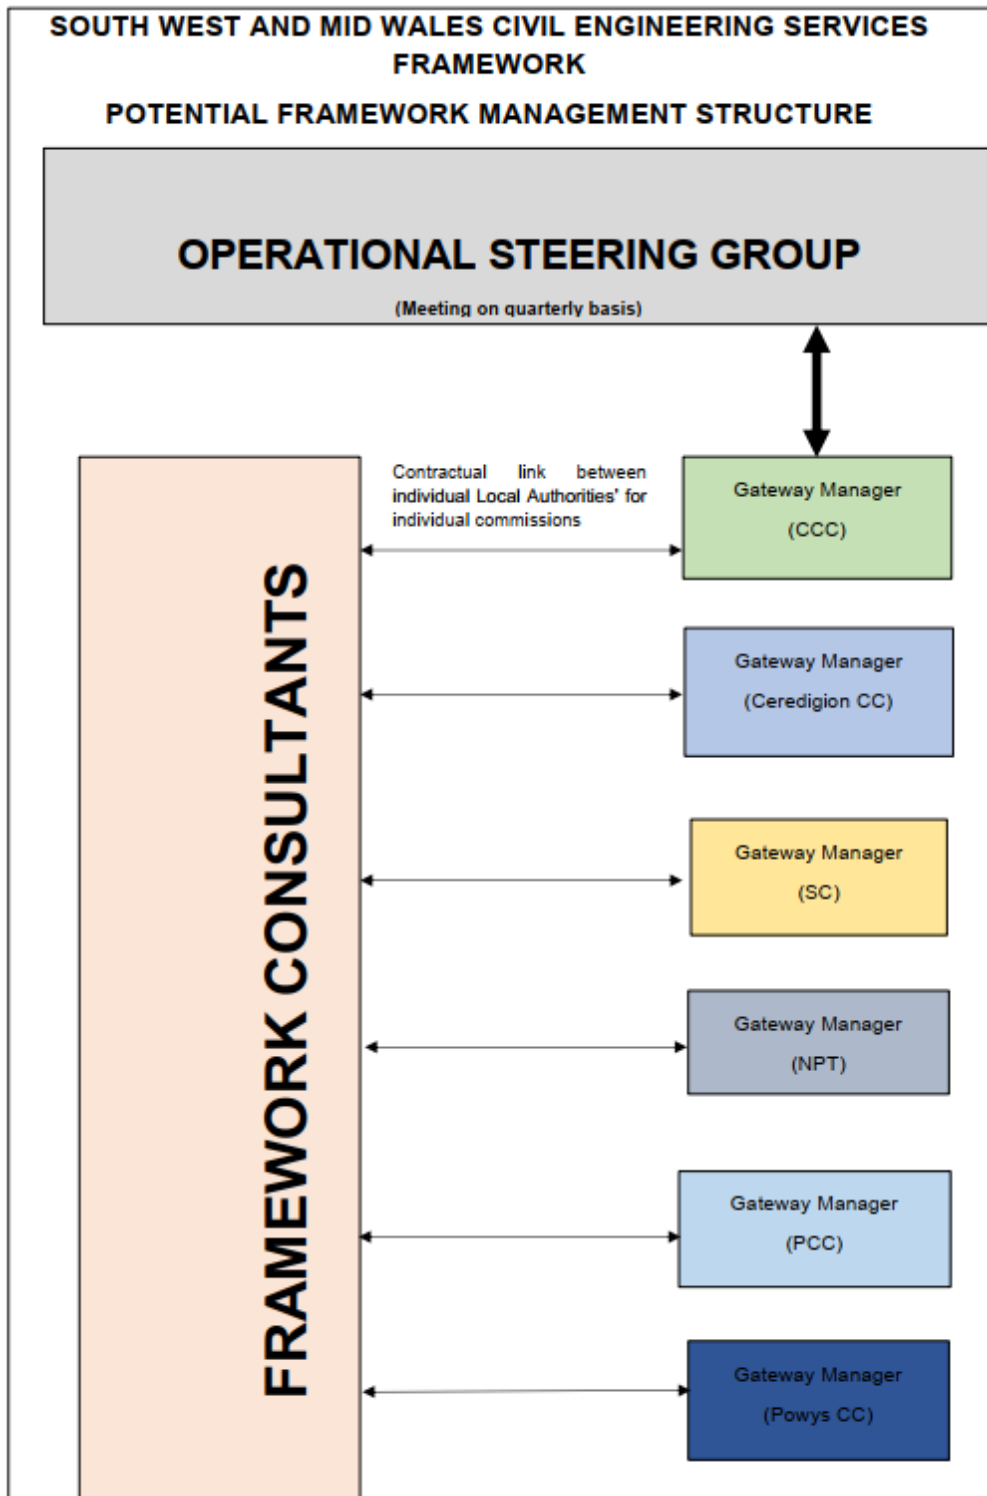 SOUTH WEST AND MID WALES CIVIL ENGINEERING SERVICES
FRAMEWORK
POTENTIAL FRAMEWORK MANAGEMENT STRUCTURE
OPERATIONAL STEERING GROUP
(Meeting on quarterly basis)
Contractual link between
individual Local Authorities' for
individual commissions
Gateway Manager
(CCC)
Gateway Manager
(Ceredigion CC)
Gateway Manager
(SC)
Gateway Manager
(NPT)
Gateway Manager
(PCC)
Gateway Manager
(Powys CC)
FRAMEWORK CONSULTANTS